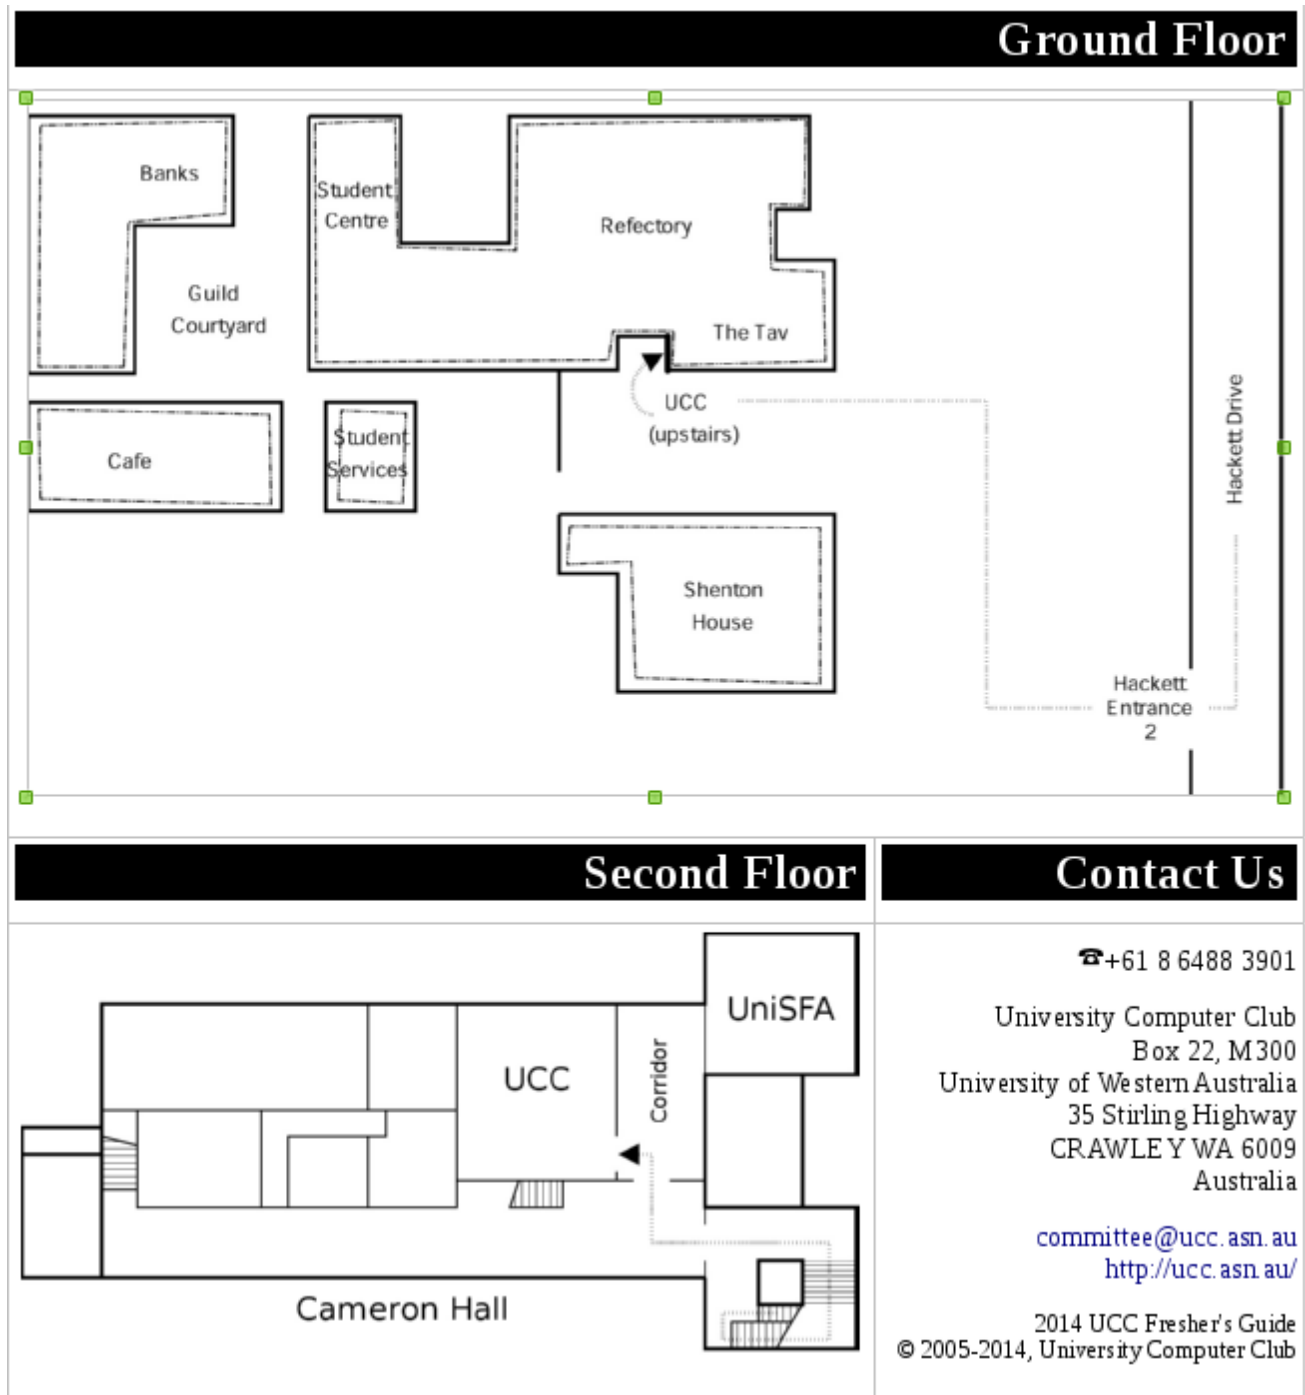 Ground Floor
Banks
Student
Centre
Refectory
Guild
Courtyard
The Tav
UCC
(upstairs)
Hackett Drive
Cafe
Student
Services
Shenton
House
Hackett
Entrance
2
Second Floor
UniSFA
UCC
Corridor
Cameron Hall
Contact Us
☎+61 8 6488 3901
University Computer Club
Box 22, M300
University of Western Australia
35 Stirling Highway
CRAWLEY WA 6009
Australia
committee@ucc.asn.au
http://ucc.asn.au/
2014 UCC Fresher's Guide
© 2005-2014, University Computer Club